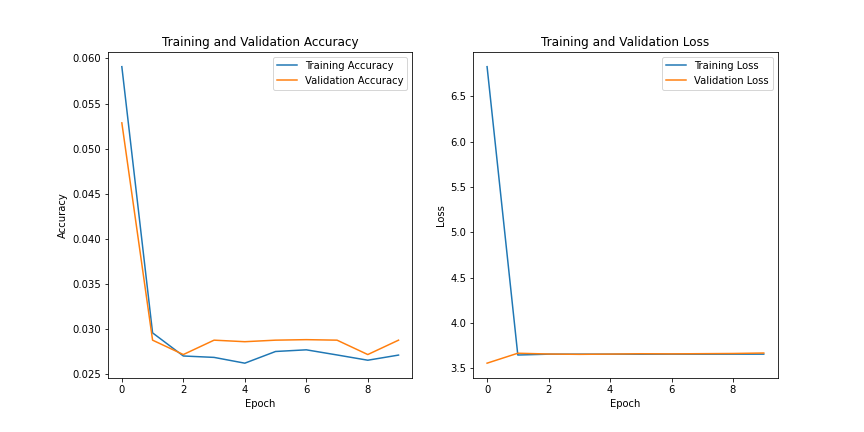 Training and Validation Accuracy
Training Accuracy
Validation Accuracy
0.060
0.055
0.050
0.045
0.040
0.035
0.030
0.025
Accuracy
0 2 4 6 8
Epoch
Training and Validation Loss
Training Loss
Validation Loss
6.5
6.0
5.5
5.0
4.5
4.0
3.5
Loss
0 2 4 6 8
Epoch